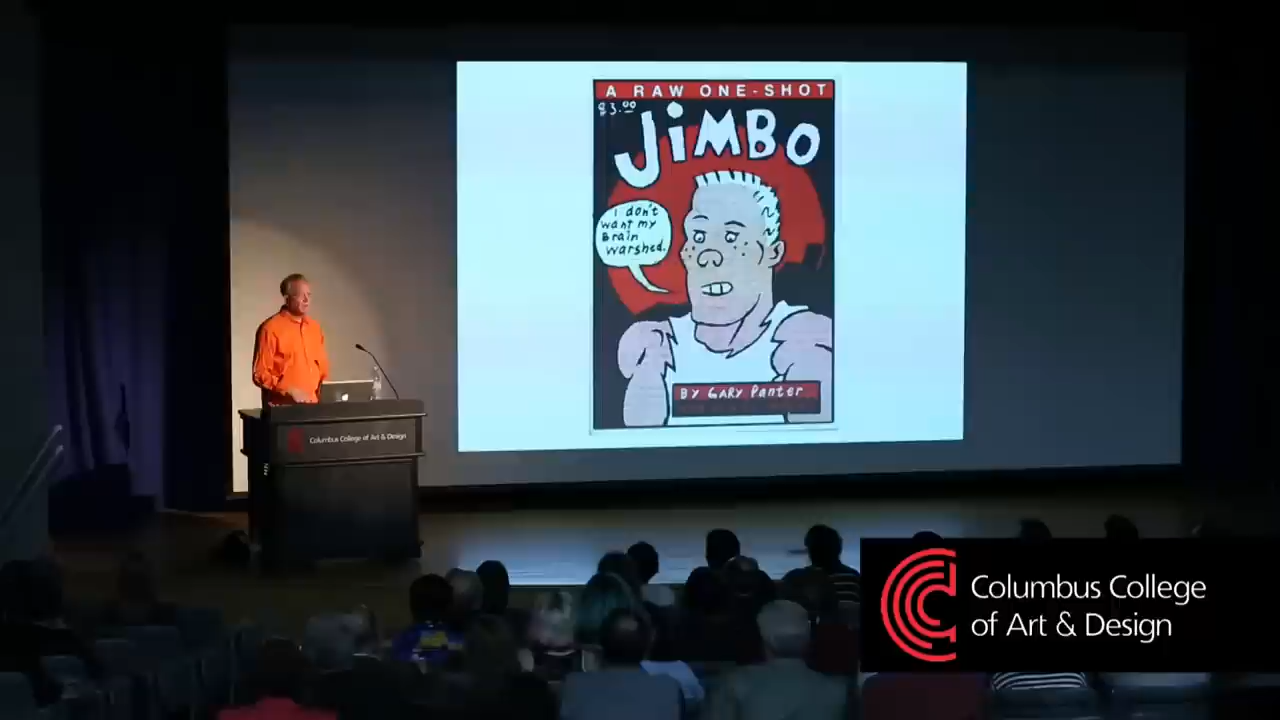 A RAW ONE-SHOT
$3.00
JiMBO
I don't
want my
Brain
warshed.
BY GARY Panter
Columbus College of Art & Design
Columbus College
of Art & Design